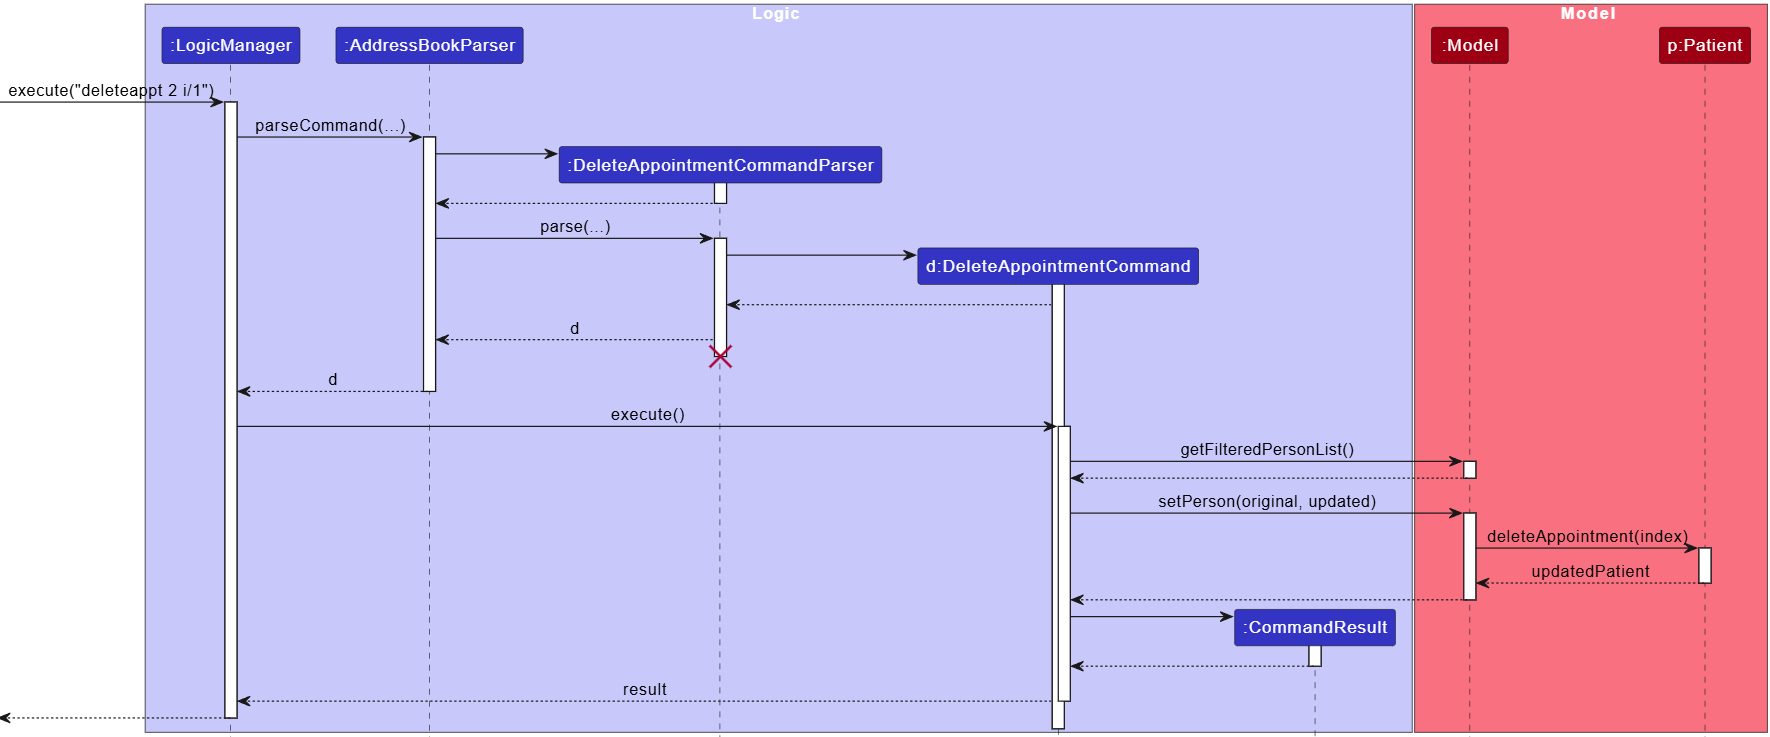 Logic
Model
:LogicManager
:AddressBookParser
:Model
p:Patient
execute("deleteappt 2 i/1")
parseCommand(...)
:DeleteAppointmentCommandParser
parse(...)
d:DeleteAppointmentCommand
d
d
execute()
getFilteredPersonList()
setPerson(original, updated)
deleteAppointment(index)
updatedPatient
:CommandResult
result